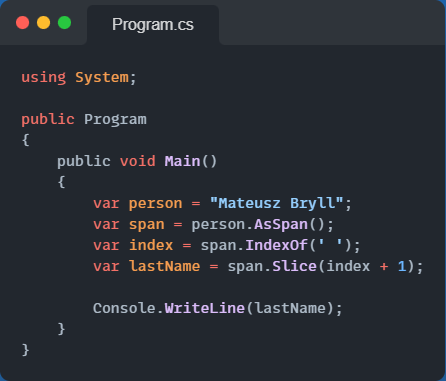 Program.cs
using System;
public Program
{
    public void Main()
    {
        var person = "Mateusz Bryll";
        var span = person.AsSpan();
        var index = span.IndexOf(' ');
        var lastName = span.Slice(index + 1);
        Console.WriteLine(lastName);
    }
}